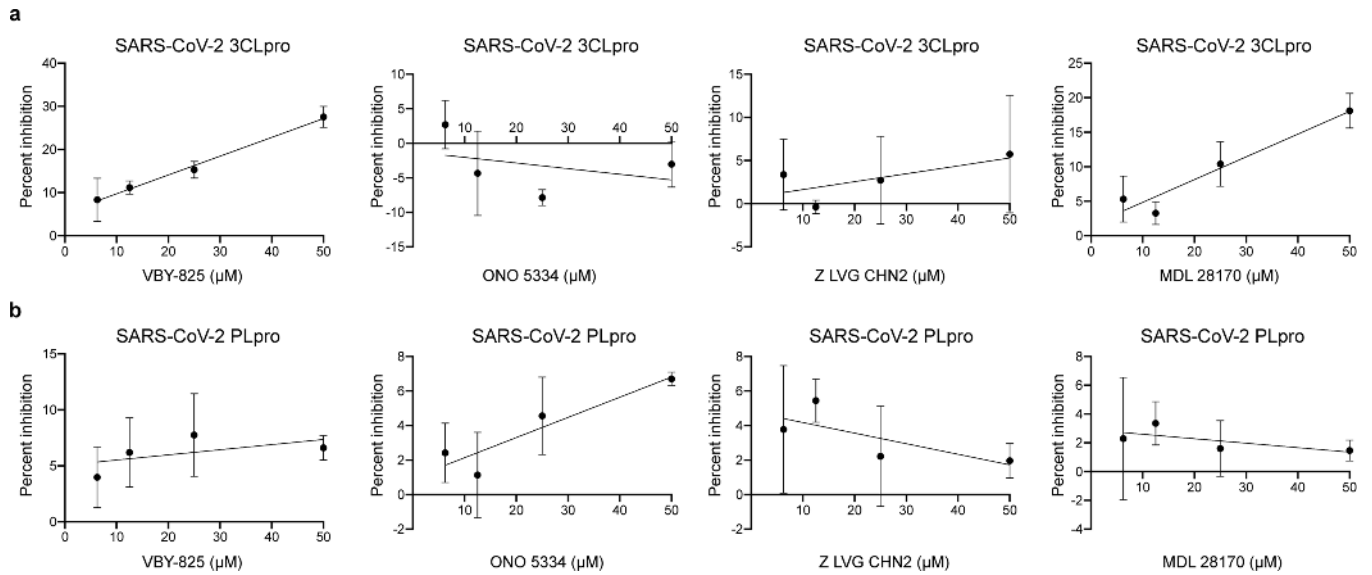 a
SARS-CoV-2 3CLpro
Percent inhibition
40
30
20
10
0
0 10 20 30 40 50
VBY-825 (μM)
SARS-CoV-2 3CLpro
Percent inhibition
10
5
0
-5
-10
-15
10 20 30 40 50
ONO 5334 (μM)
SARS-CoV-2 3CLpro
Percent inhibition
15
10
5
0
-5
10 20 30 40 50
Z LVG CHN2 (μM)
SARS-CoV-2 3CLpro
Percent inhibition
25
20
15
10
5
0
0 10 20 30 40 50
MDL 28170 (μM)
b
SARS-CoV-2 PLpro
Percent inhibition
15
10
5
0
0 10 20 30 40 50
VBY-825 (μM)
SARS-CoV-2 PLpro
Percent inhibition
8
6
4
2
0
-2
10 20 30 40 50
ONO 5334 (μM)
SARS-CoV-2 PLpro
Percent inhibition
8
6
4
2
0
-2
10 20 30 40 50
Z LVG CHN2 (μM)
SARS-CoV-2 PLpro
Percent inhibition
8
6
4
2
0
-2
-4
10 20 30 40 50
MDL 28170 (μM)